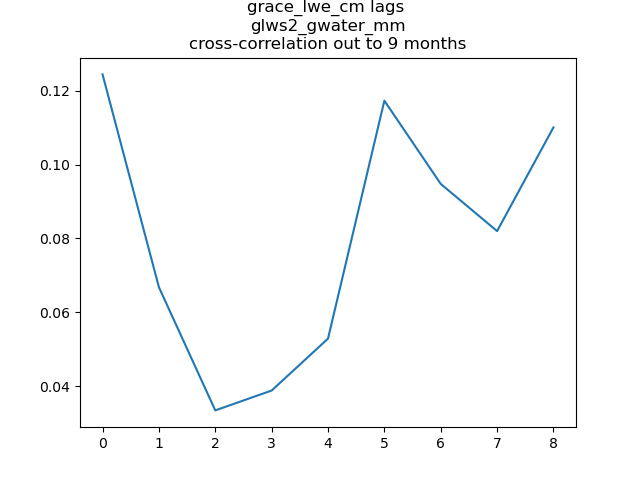 grace_lwe_cm lags
glws2_gwater_mm
cross-correlation out to 9 months
0.12
0.10
0.08
0.06
0.04
0 1 2 3 4 5 6 7 8